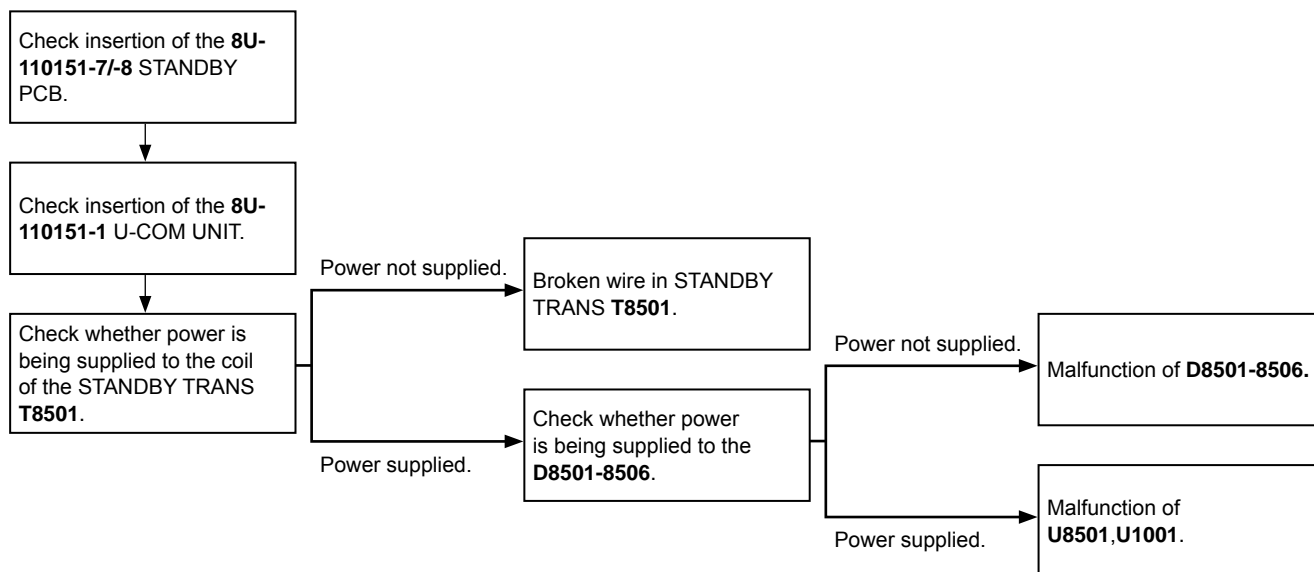 Check insertion of the 8U-
110151-7/-8 STANDBY
PCB.
Check insertion of the 8U-
110151-1 U-COM UNIT.
Check whether power is
being supplied to the coil
of the STANDBY TRANS
T8501.
Power not supplied.
Broken wire in STANDBY
TRANS T8501.
Power supplied.
Check whether power
is being supplied to the
D8501-8506.
Power not supplied.
Malfunction of D8501-8506.
Power supplied.
Malfunction of
U8501,U1001.